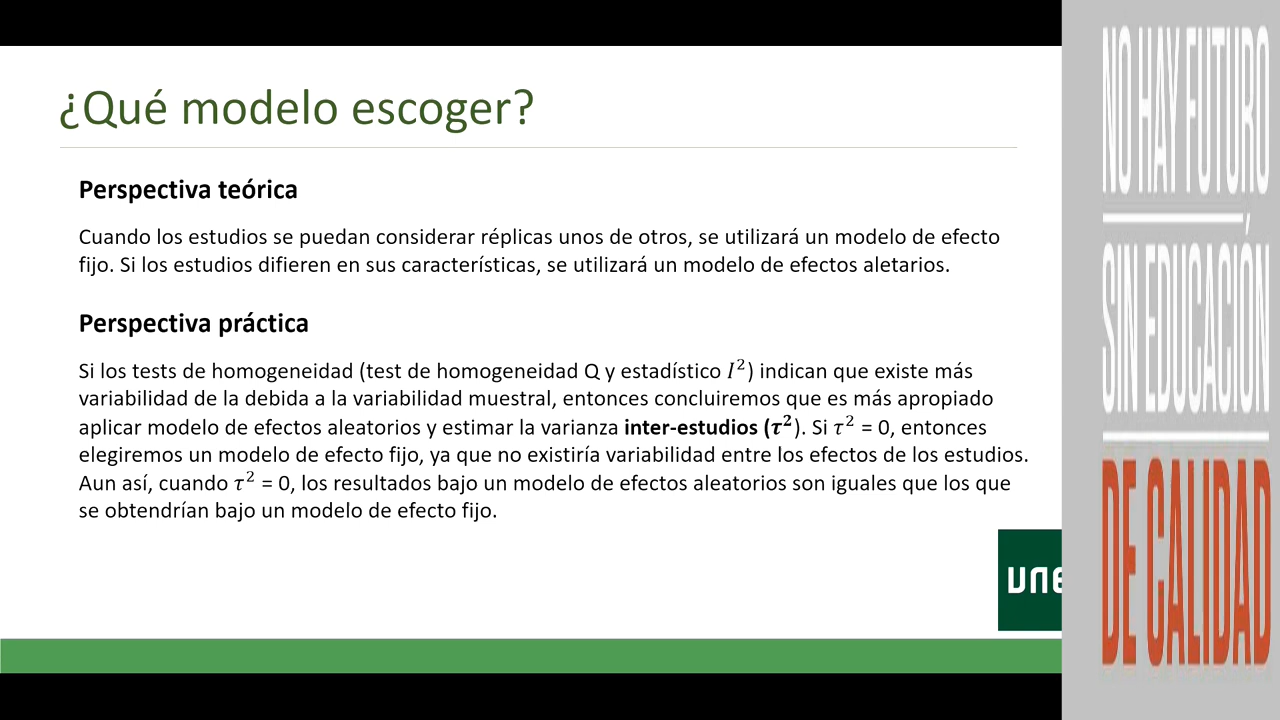 ¿Qué modelo escoger?
Perspectiva teórica
Cuando los estudios se puedan considerar réplicas unos de otros, se utilizará un modelo de efecto
fijo. Si los estudios difieren en sus características, se utilizará un modelo de efectos aletarios.
Perspectiva práctica
Si los tests de homogeneidad (test de homogeneidad Q y estadístico I²) indican que existe más
variabilidad de la debida a la variabilidad muestral, entonces concluiremos que es más apropiado
aplicar modelo de efectos aleatorios y estimar la varianza inter-estudios (τ²). Si τ² = 0, entonces
elegiremos un modelo de efecto fijo, ya que no existiría variabilidad entre los efectos de los estudios.
Aun así, cuando τ² = 0, los resultados bajo un modelo de efectos aleatorios son iguales que los que
se obtendrían bajo un modelo de efecto fijo.
NO HAY FUTURO
SIN EDUCACIÓN
DE CALIDAD